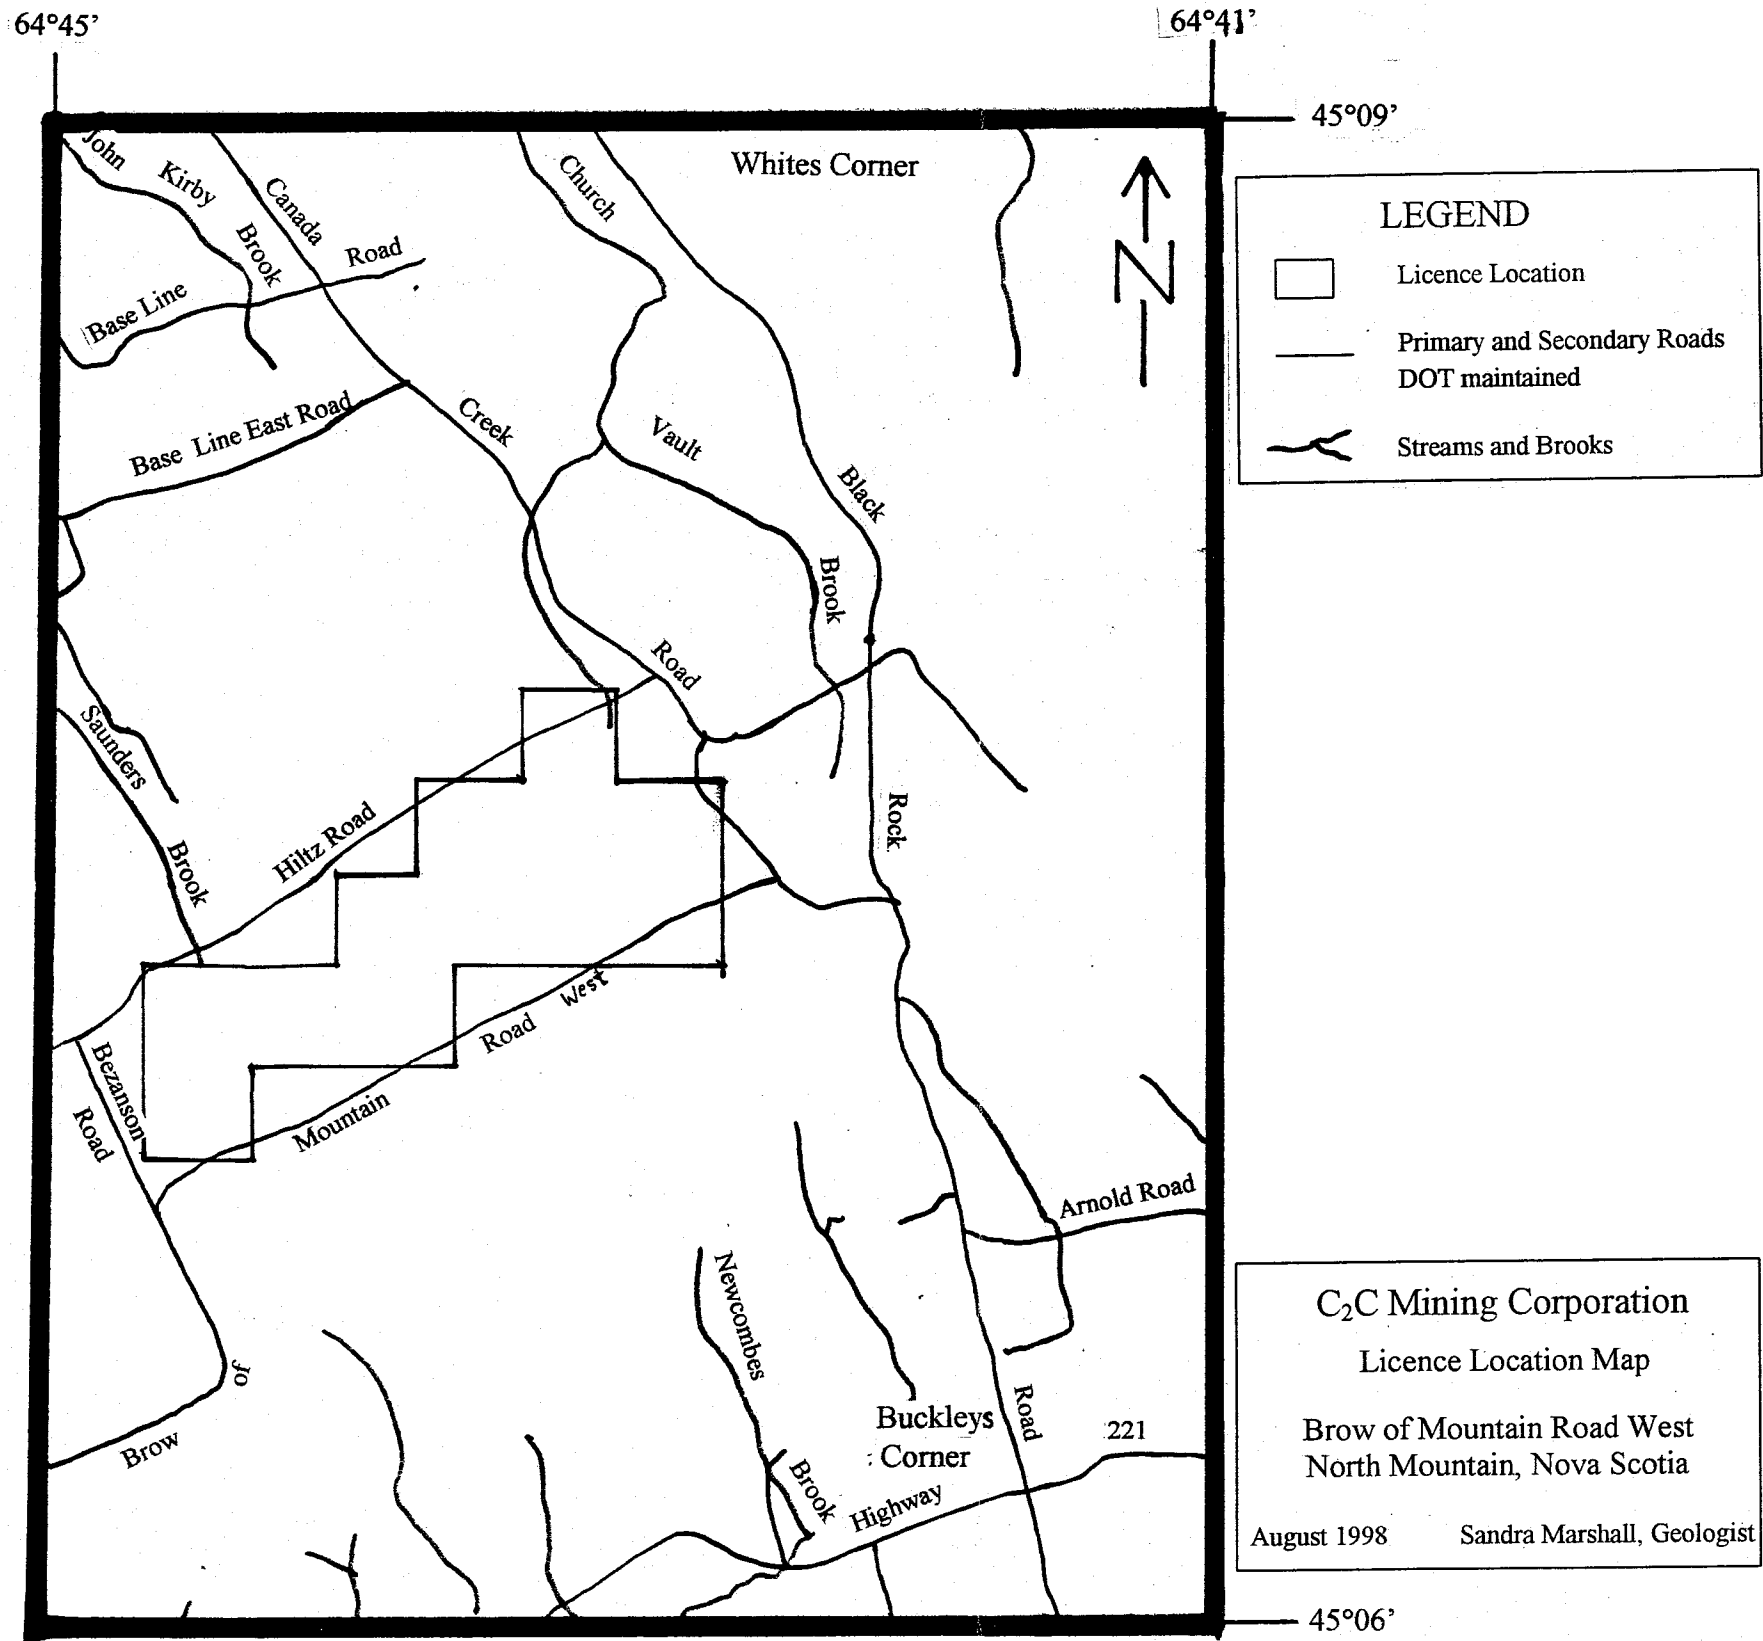 64°45’
64°41’
45°09’
John
Kirby
Brook
Canada
Church
Whites Corner
N
Base Line
Road
Base Line East Road
Creek
Vault
Black
Brook
Road
Saunders
Brook
Hiltz Road
Rock
West
Road
Mountain
Bezanson
Road
Arnold Road
Newcombes
of
Brow
Buckleys
Corner
Road
221
Brook
Highway
45°06’
LEGEND
Licence Location
Primary and Secondary Roads
DOT maintained
Streams and Brooks
C₂C Mining Corporation
Licence Location Map
Brow of Mountain Road West
North Mountain, Nova Scotia
August 1998 Sandra Marshall, Geologist